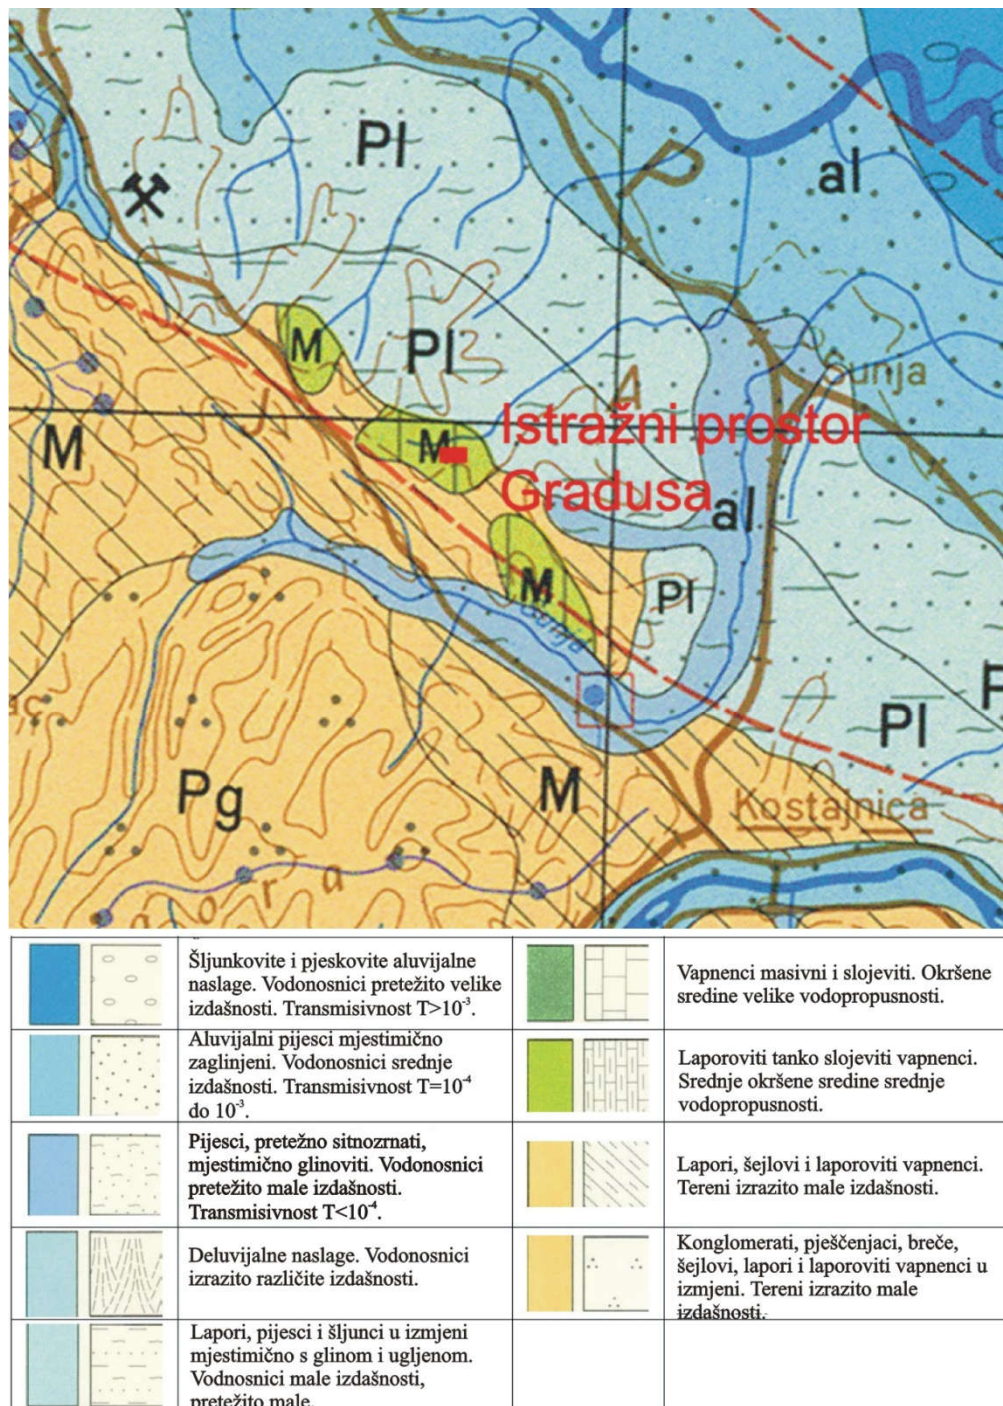 Pl
al
Pl
M
Šunja
Istražni prostor
M
M
Gradusa
al
M
Pl
Pl
P
Pg
M
Kostajnica
a o r a
Šljunkovite i pjeskovite aluvijalne
naslage. Vodonosnici pretežito velike
izdašnosti. Transmisivnost T>10⁻³.
Aluvijalni pijesci mjestimično
zaglinjeni. Vodonosnici srednje
izdašnosti. Transmisivnost T=10⁻⁴
do 10⁻³.
Pijesci, pretežno sitnozrnati,
mjestimično glinoviti. Vodonosnici
pretežito male izdašnosti.
Transmisivnost T<10⁻⁴.
Deluvijalne naslage. Vodonosnici
izrazito različite izdašnosti.
Lapori, pijesci i šljunci u izmjeni
mjestimično s glinom i ugljenom.
Vodnosnici male izdašnosti,
pretežito male.
Vapnenci masivni i slojeviti. Okršene
sredine velike vodopropusnosti.
Laporoviti tanko slojeviti vapnenci.
Srednje okršene sredine srednje
vodopropusnosti.
Lapori, šejlovi i laporoviti vapnenci.
Tereni izrazito male izdašnosti.
Konglomerati, pješčenjaci, breče,
šejlovi, lapori i laporoviti vapnenci u
izmjeni. Tereni izrazito male
izdašnosti.